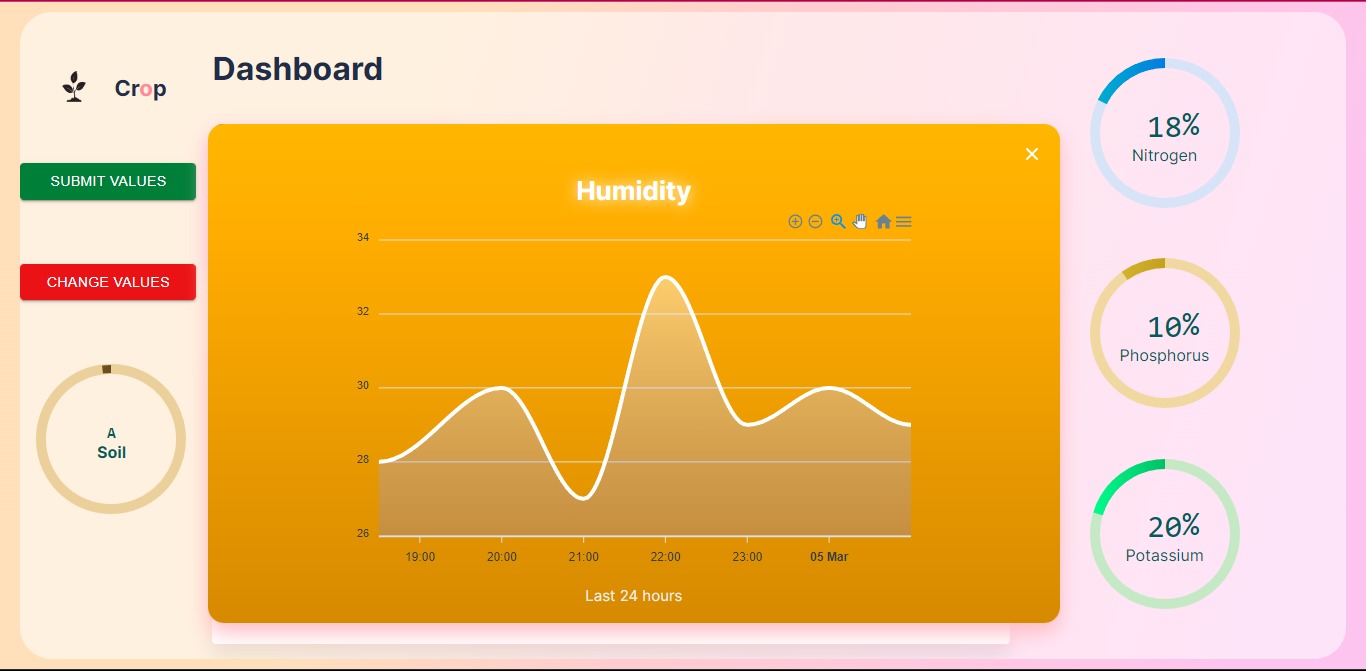 Crop
SUBMIT VALUES
CHANGE VALUES
A
Soil
Dashboard
Humidity
34
32
30
28
26
19:00 20:00 21:00 22:00 23:00 05 Mar
Last 24 hours
18%
Nitrogen
10%
Phosphorus
20%
Potassium